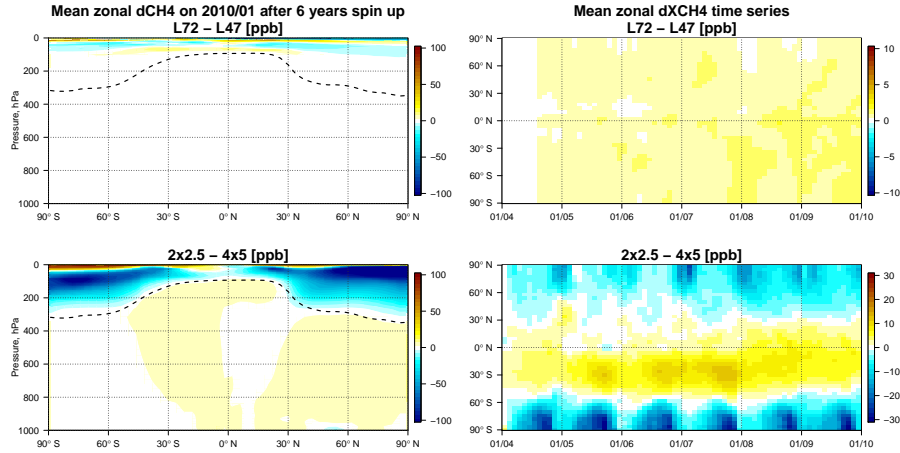 Mean zonal dCH4 on 2010/01 after 6 years spin up
L72 − L47 [ppb]
0
200
400
600
800
1000
Pressure, hPa
90° S
60° S
30° S
0° N
30° N
60° N
90° N
100
50
0
−50
−100
Mean zonal dXCH4 time series
L72 − L47 [ppb]
90° N
60° N
30° N
0° N
30° S
60° S
90° S
01/04
01/05
01/06
01/07
01/08
01/09
01/10
10
5
0
−5
−10
2x2.5 − 4x5 [ppb]
0
200
400
600
800
1000
Pressure, hPa
90° S
60° S
30° S
0° N
30° N
60° N
90° N
100
50
0
−50
−100
2x2.5 − 4x5 [ppb]
90° N
60° N
30° N
0° N
30° S
60° S
90° S
01/04
01/05
01/06
01/07
01/08
01/09
01/10
30
20
10
0
−10
−20
−30